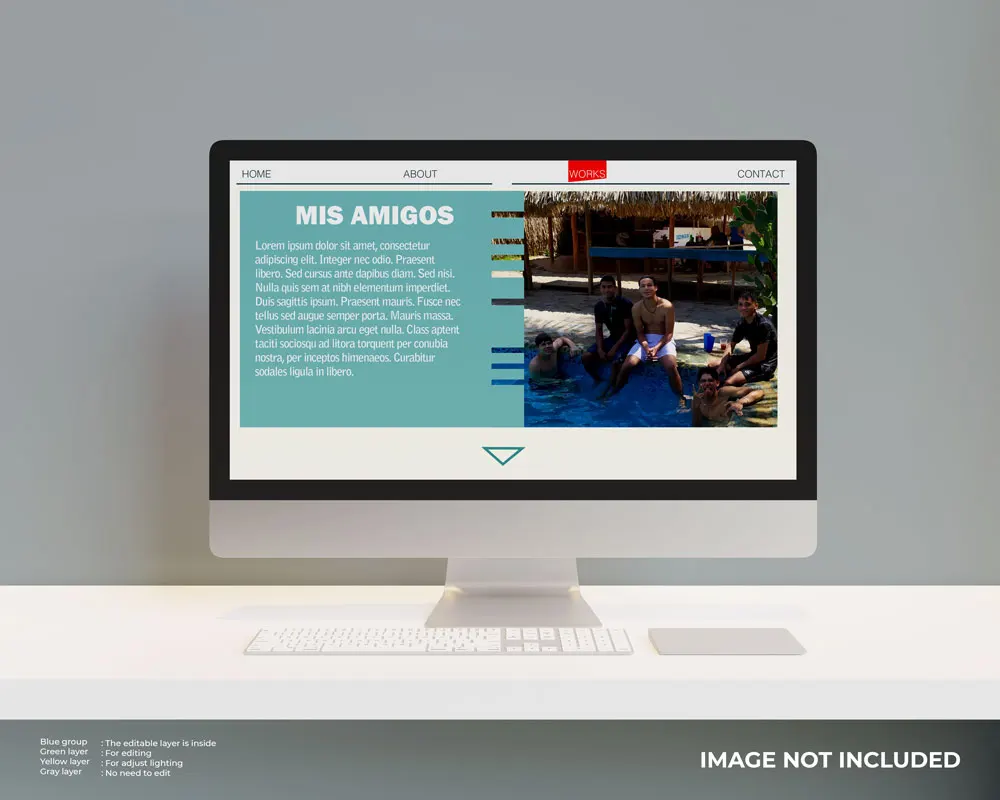 HOME
ABOUT
WORKS
CONTACT
MIS AMIGOS
Lorem ipsum dolor sit amet, consectetur
adipiscing elit. Integer nec odio. Praesent
libero. Sed cursus ante dapibus diam. Sed nisi.
Nulla quis sem at nibh elementum imperdiet.
Duis sagittis ipsum. Praesent mauris. Fusce nec
tellus sed augue semper porta. Mauris massa.
Vestibulum lacinia arcu eget nulla. Class aptent
taciti sociosqu ad litora torquent per conubia
nostra, per inceptos himenaeos. Curabitur
sodales ligula in libero.
Blue group : The editable layer is inside
Green layer : For editing
Yellow layer : For adjust lighting
Gray layer : No need to edit
IMAGE NOT INCLUDED